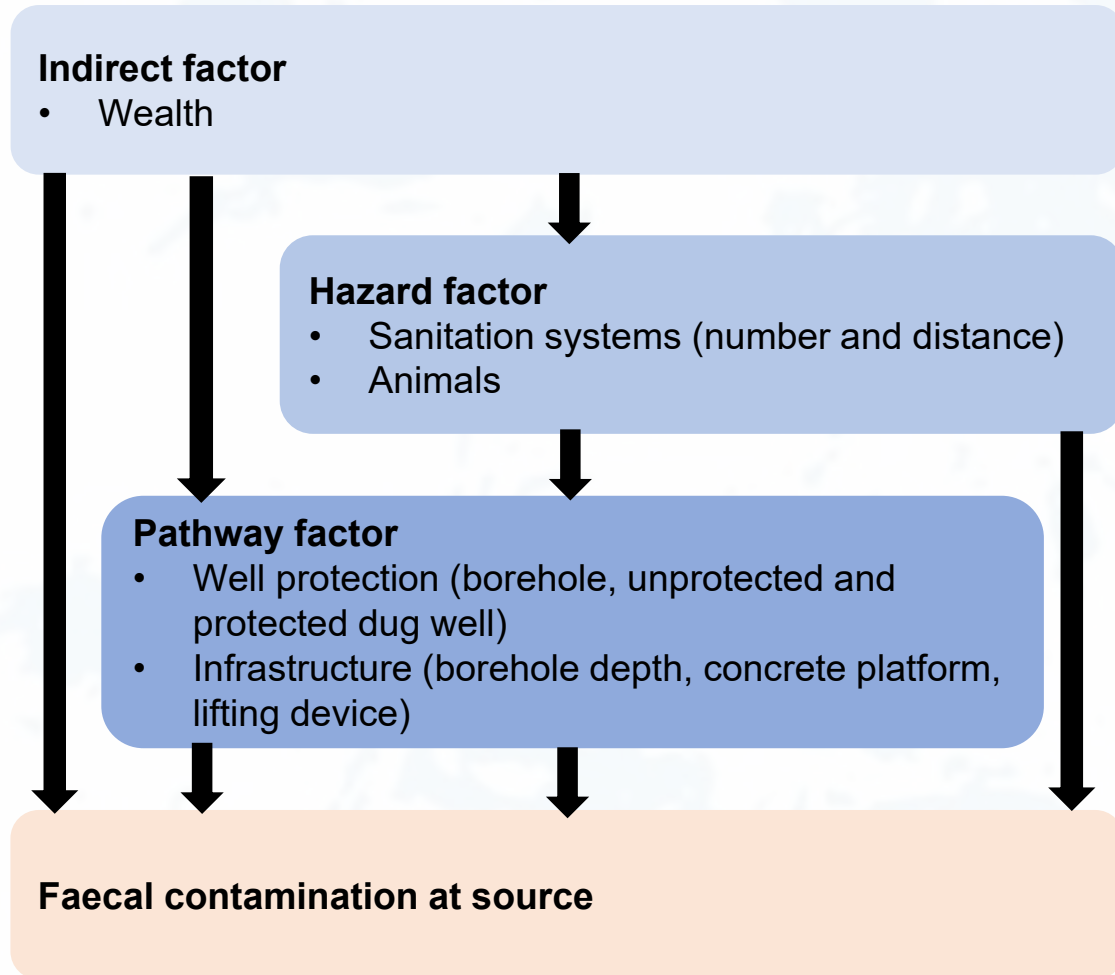 Indirect factor
• Wealth
Hazard factor
• Sanitation systems (number and distance)
• Animals
Pathway factor
• Well protection (borehole, unprotected and
protected dug well)
• Infrastructure (borehole depth, concrete platform,
lifting device)
Faecal contamination at source